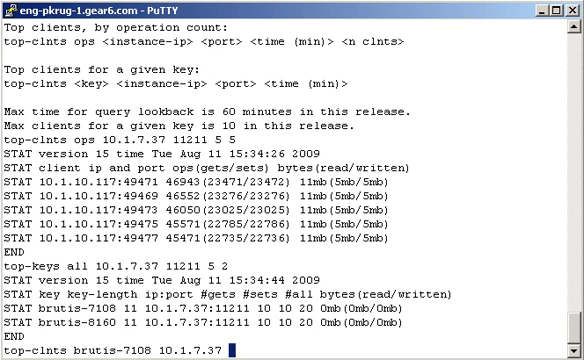 eng-pkrug-1.gear6.com - PuTTY
Top clients, by operation count:
top-clnts ops <instance-ip> <port> <time (min)> <n clnts>
Top clients for a given key:
top-clnts <key> <instance-ip> <port> <time (min)>
Max time for query lookback is 60 minutes in this release.
Max clients for a given key is 10 in this release.
top-clnts ops 10.1.7.37 11211 5 5
STAT version 15 time Tue Aug 11 15:34:26 2009
STAT client ip and port ops(gets/sets) bytes(read/written)
STAT 10.1.10.117:49471 46943(23471/23472) 11mb(5mb/5mb)
STAT 10.1.10.117:49469 46552(23276/23276) 11mb(5mb/5mb)
STAT 10.1.10.117:49473 46050(23025/23025) 11mb(5mb/5mb)
STAT 10.1.10.117:49475 45571(22785/22786) 11mb(5mb/5mb)
STAT 10.1.10.117:49477 45471(22735/22736) 11mb(5mb/5mb)
END
top-keys all 10.1.7.37 11211 5 2
STAT version 15 time Tue Aug 11 15:34:44 2009
STAT key key-length ip:port #gets #sets #all bytes(read/written)
STAT brutis-7108 11 10.1.7.37:11211 10 10 20 0mb(0mb/0mb)
STAT brutis-8160 11 10.1.7.37:11211 10 10 20 0mb(0mb/0mb)
END
top-clnts brutis-7108 10.1.7.37